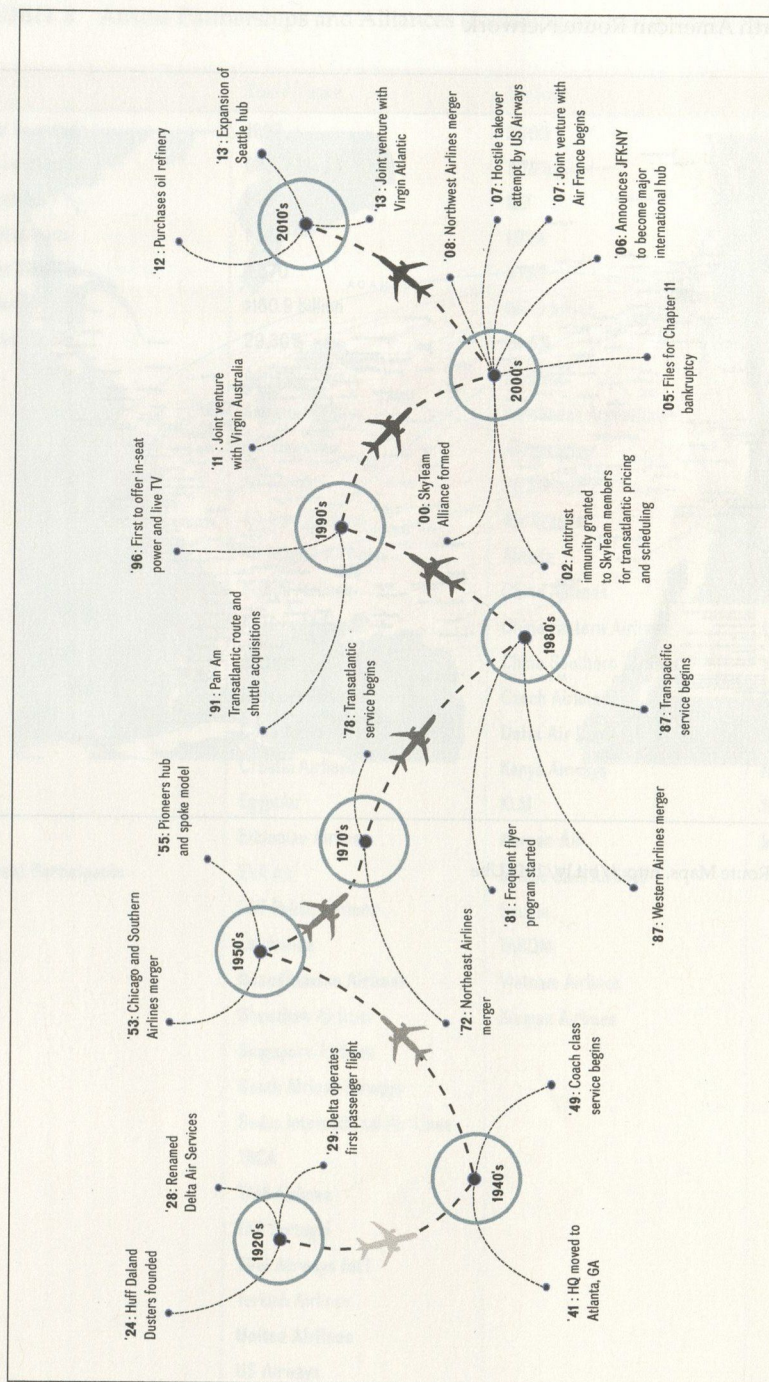 '24: Huff Daland
Dusters founded
'28: Renamed
Delta Air Services
1920's
'29: Delta operates
first passenger flight
'41: HQ moved to
Atlanta, GA
1940's
'49: Coach class
service begins
'53: Chicago and Southern
Airlines merger
1950's
'55: Pioneers hub
and spoke model
'72: Northeast Airlines
merger
1970's
'78: Transatlantic
service begins
'81: Frequent flyer
program started
'87: Western Airlines merger
1980's
'87: Transpacific
service begins
'91: Pan Am
Transatlantic route and
shuttle acquisitions
1990's
'96: First to offer in-seat
power and live TV
'00: SkyTeam
Alliance formed
'02: Antitrust
immunity granted
to SkyTeam members
for transatlantic pricing
and scheduling
2000's
'05: Files for Chapter 11
bankruptcy
'06: Announces JFK-NY
to become major
international hub
'07: Joint venture with
Air France begins
'07: Hostile takeover
attempt by US Airways
'08: Northwest Airlines merger
'11: Joint venture
with Virgin Australia
2010's
'12: Purchases oil refinery
'13: Expansion of
Seattle hub
'13: Joint venture with
Virgin Atlantic